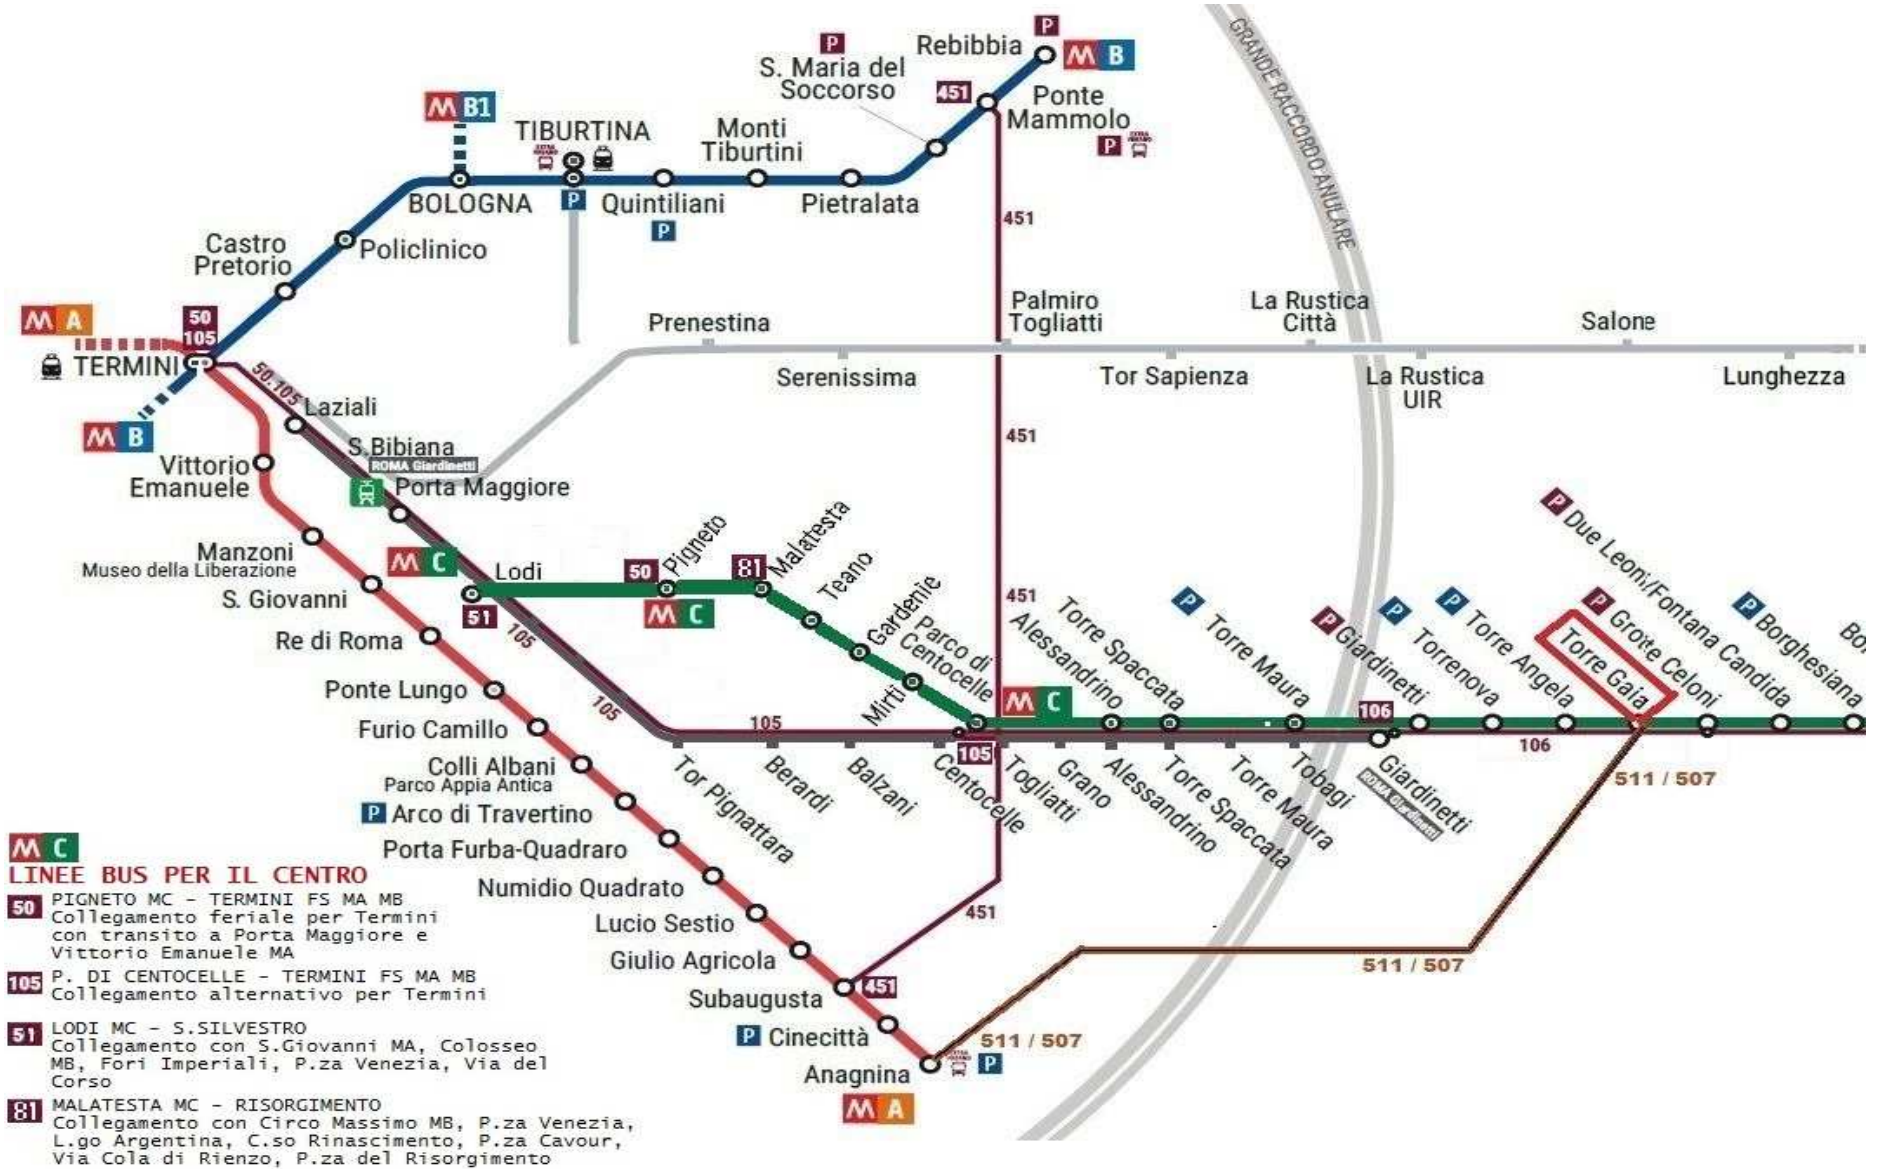 GRANDE RACCORDO ANULARE
P
Rebibbia
M B
P
S. Maria del
Soccorso
451
Ponte
Mammolo
P
M B1
TIBURTINA
Monti
Tiburtini
BOLOGNA
P
Quintiliani
P
Pietralata
451
Castro
Pretorio
Policlinico
M A
50
105
TERMINI
M B
Prenestina
Palmiro
Togliatti
La Rustica
Città
Salone
Serenissima
Tor Sapienza
La Rustica
UIR
Lunghezza
50.105
Laziali
S.Bibiana
ROMA Giardinetti
Porta Maggiore
451
Vittorio
Emanuele
Manzoni
Museo della Liberazione
S. Giovanni
Re di Roma
Ponte Lungo
Furio Camillo
Colli Albani
Parco Appia Antica
P Arco di Travertino
Porta Furba-Quadraro
Numidio Quadrato
Lucio Sestio
Giulio Agricola
Subaugusta
451
P Cinecittà
Anagnina
P
M A
M C
Lodi
51
105
105
50
Pigneto
M C
81
Malatesta
Teano
Gardenie
Mirti
Parco di
Centocelle
451
M C
Alessandrino
Torre Spaccata
P Torre Maura
P Giardinetti
P Torrenova
P Torre Angela
Torre Gaia
P Grotte Celoni
P Due Leoni/Fontana Candida
P Borghesiana
Bo
105
105
106
106
Tor Pignattara
Berardi
Balzani
Centocelle
Togliatti
Grano
Alessandrino
Torre Spaccata
Torre Maura
Tobagi
Giardinetti
ROMA Giardinetti
451
511 / 507
511 / 507
511 / 507
M C
LINEE BUS PER IL CENTRO
50 PIGNETO MC - TERMINI FS MA MB
Collegamento feriale per Termini
con transito a Porta Maggiore e
Vittorio Emanuele MA
105 P. DI CENTOCELLE - TERMINI FS MA MB
Collegamento alternativo per Termini
51 LODI MC - S.SILVESTRO
Collegamento con S.Giovanni MA, Colosseo
MB, Fori Imperiali, P.za Venezia, Via del
Corso
81 MALATESTA MC - RISORGIMENTO
Collegamento con Circo Massimo MB, P.za Venezia,
L.go Argentina, C.so Rinascimento, P.za Cavour,
Via Cola di Rienzo, P.za del Risorgimento